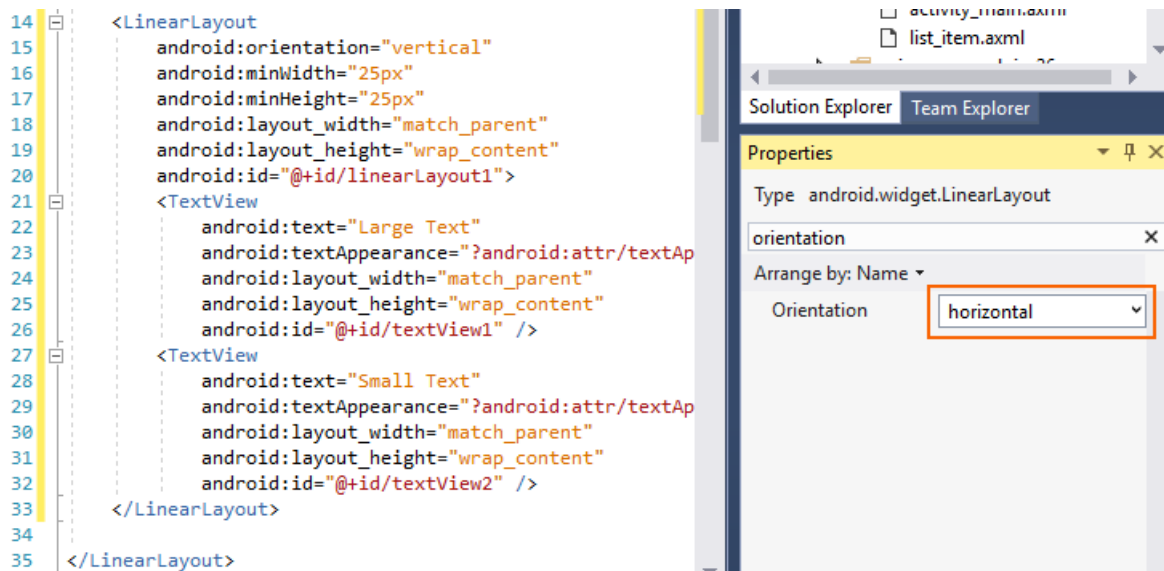 14 <LinearLayout
15 android:orientation="vertical"
16 android:minWidth="25px"
17 android:minHeight="25px"
18 android:layout_width="match_parent"
19 android:layout_height="wrap_content"
20 android:id="@+id/linearLayout1">
21 <TextView
22 android:text="Large Text"
23 android:textAppearance="?android:attr/textAp
24 android:layout_width="match_parent"
25 android:layout_height="wrap_content"
26 android:id="@+id/textView1" />
27 <TextView
28 android:text="Small Text"
29 android:textAppearance="?android:attr/textAp
30 android:layout_width="match_parent"
31 android:layout_height="wrap_content"
32 android:id="@+id/textView2" />
33 </LinearLayout>
34
35 </LinearLayout>
activity_main.axml
list_item.axml
Solution Explorer Team Explorer
Properties
Type android.widget.LinearLayout
orientation
Arrange by: Name
Orientation horizontal